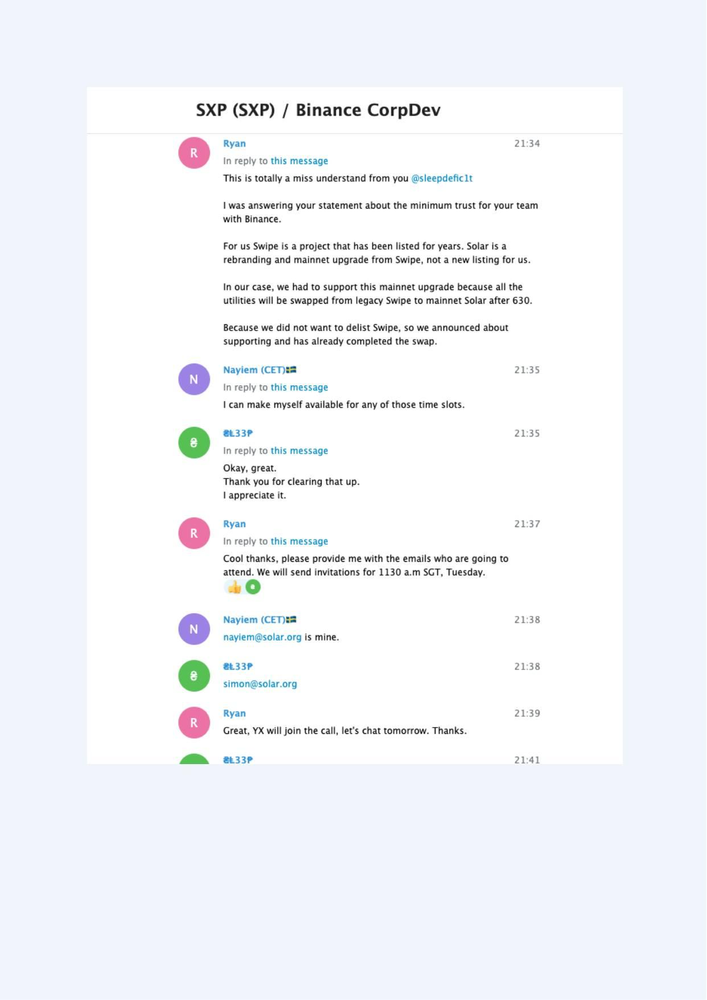 SXP (SXP) / Binance CorpDev
R
Ryan
21:34
In reply to this message
This is totally a miss understand from you @sleepdefic1t
I was answering your statement about the minimum trust for your team
with Binance.
For us Swipe is a project that has been listed for years. Solar is a
rebranding and mainnet upgrade from Swipe, not a new listing for us.
In our case, we had to support this mainnet upgrade because all the
utilities will be swapped from legacy Swipe to mainnet Solar after 630.
Because we did not want to delist Swipe, so we announced about
supporting and has already completed the swap.
N
Nayiem (CET)🇸🇪
21:35
In reply to this message
I can make myself available for any of those time slots.
₴
₴Ⱡ33₱
21:35
In reply to this message
Okay, great.
Thank you for clearing that up.
I appreciate it.
R
Ryan
21:37
In reply to this message
Cool thanks, please provide me with the emails who are going to
attend. We will send invitations for 1130 a.m SGT, Tuesday.
👍 ₴
N
Nayiem (CET)🇸🇪
21:38
nayiem@solar.org is mine.
₴
₴Ⱡ33₱
21:38
simon@solar.org
R
Ryan
21:39
Great, YX will join the call, let's chat tomorrow. Thanks.
₴Ⱡ33₱
21:41